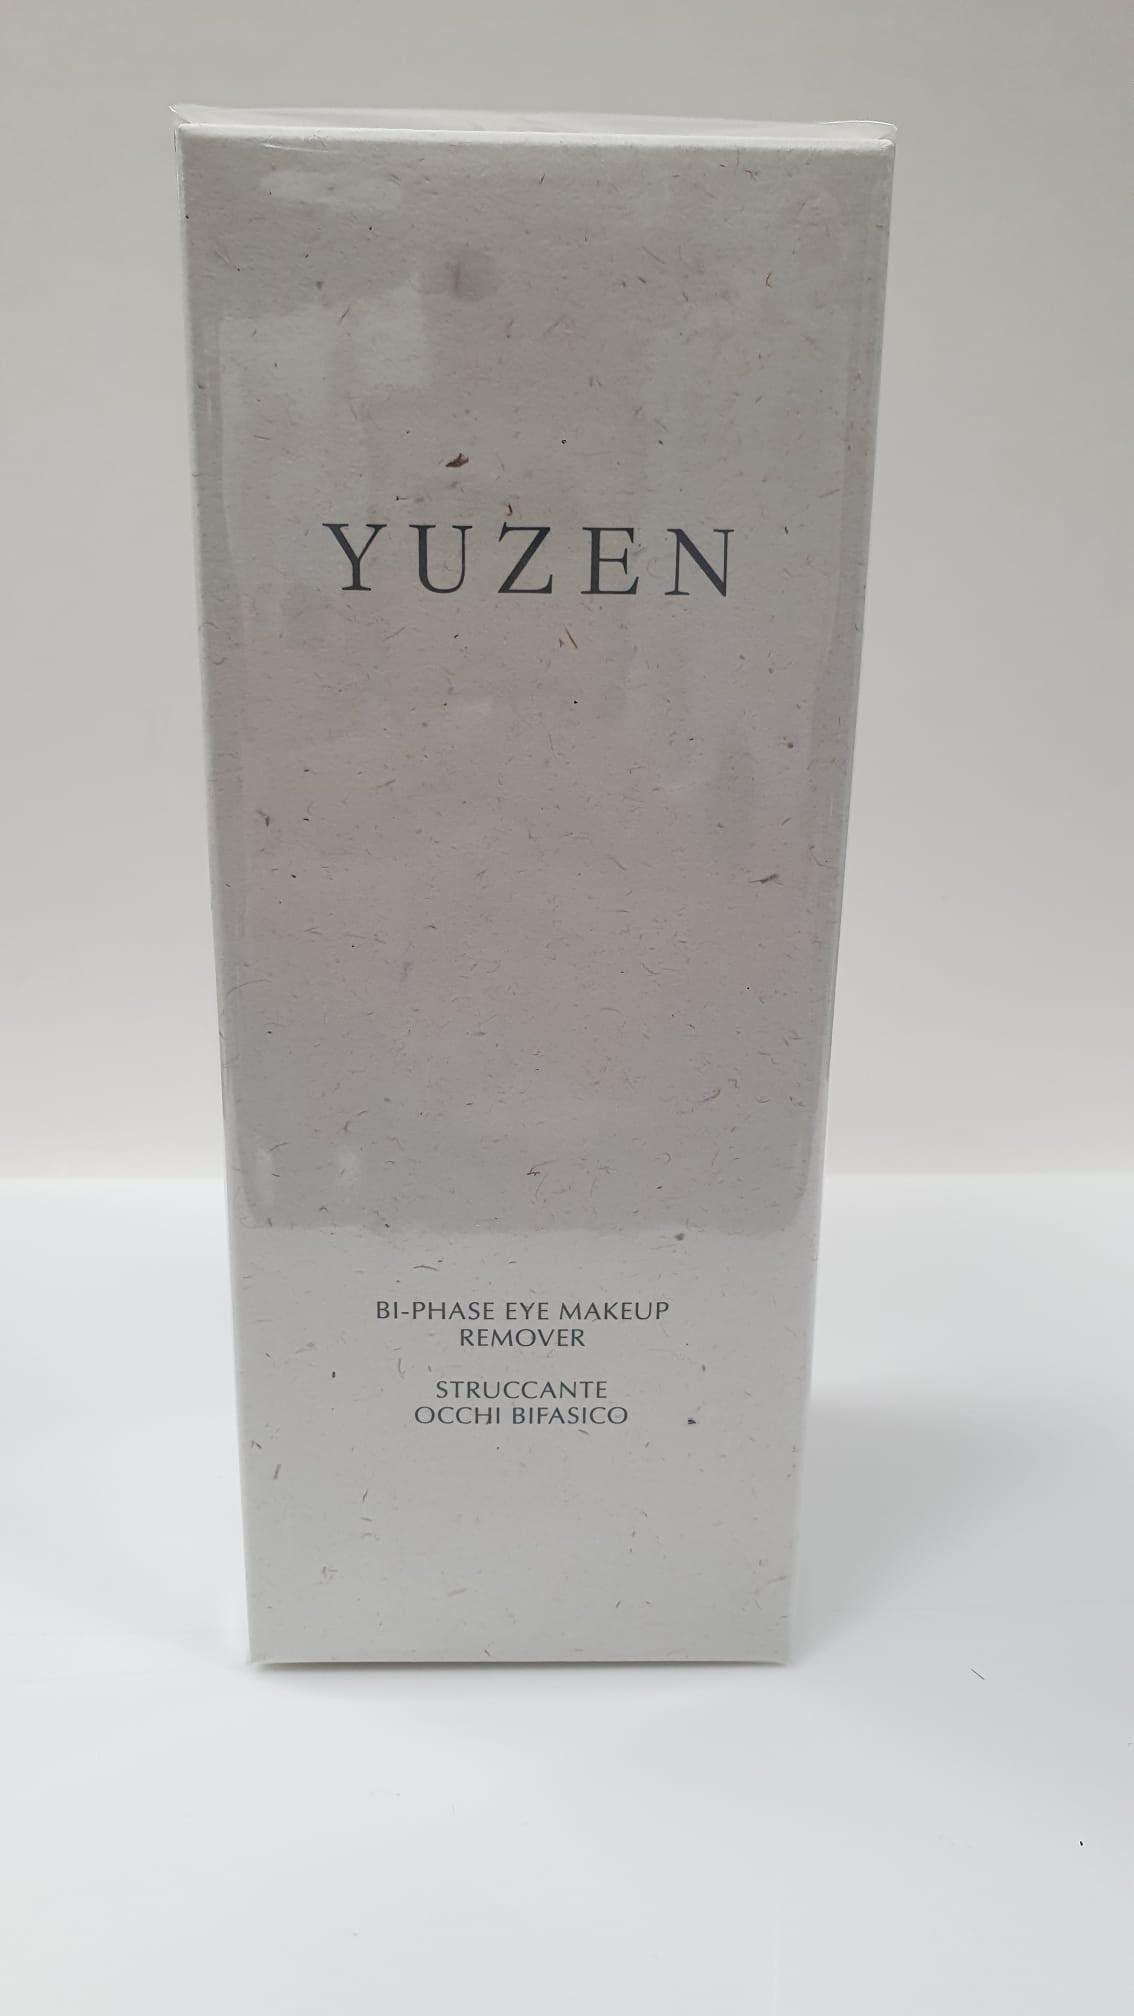 YUZEN
BI-PHASE EYE MAKEUP
REMOVER
STRUCCANTE
OCCHI BIFASICO